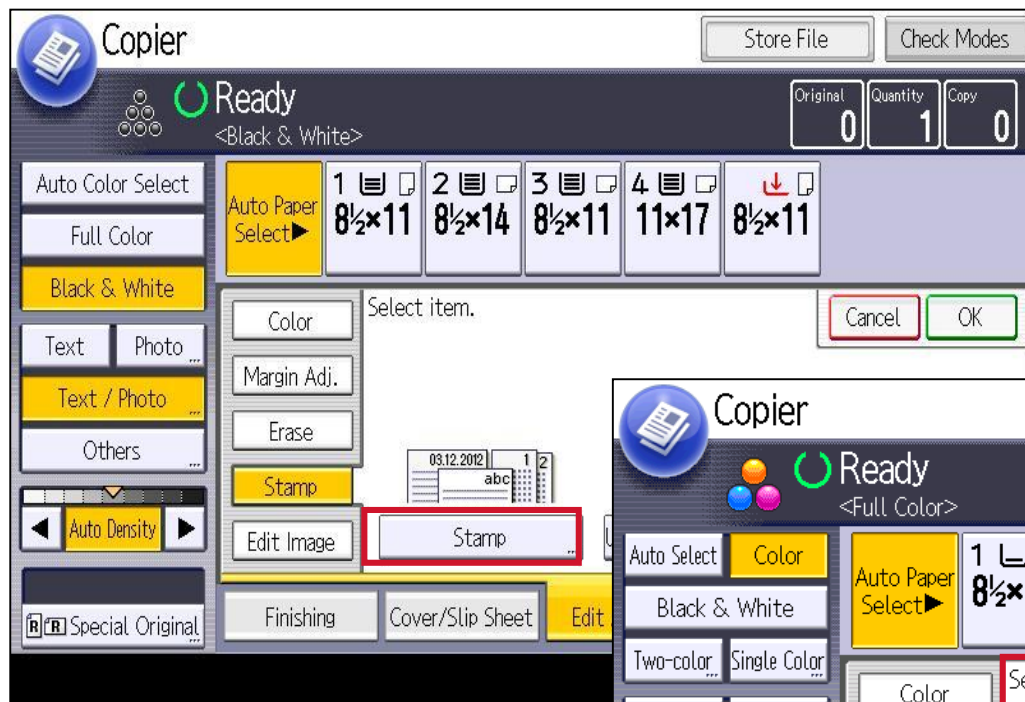 Copier
Store File
Check Modes
Ready
<Black & White>
Original 0
Quantity 1
Copy 0
Auto Color Select
Full Color
Black & White
Text
Photo
Text / Photo
Others
Auto Density
Special Original
Auto Paper Select▶
1 8½×11
2 8½×14
3 8½×11
4 11×17
8½×11
Color
Margin Adj.
Erase
Stamp
Edit Image
Select item.
Cancel
OK
03.12.2012
1
2
abc
Stamp
Finishing
Cover/Slip Sheet
Edit
Copier
Ready
<Full Color>
Auto Select
Color
Black & White
Two-color
Single Color
Auto Paper Select▶
1
8½×
Color
Se